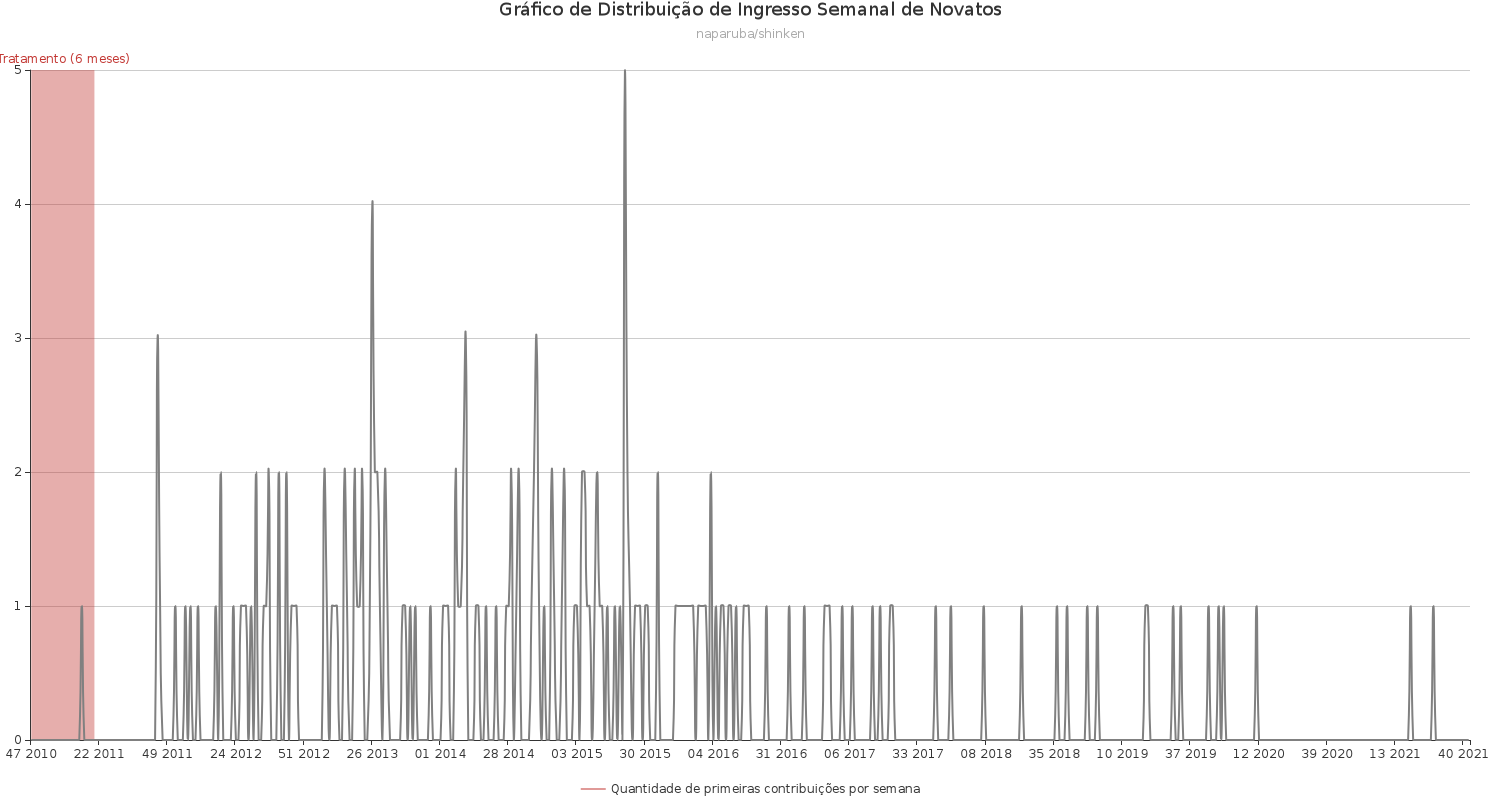 Gráfico de Distribuição de Ingresso Semanal de Novatos
naparuba/shinken
Tratamento (6 meses)
5
4
3
2
1
0
47 2010 22 2011 49 2011 24 2012 51 2012 26 2013 01 2014 28 2014 03 2015 30 2015 04 2016 31 2016 06 2017 33 2017 08 2018 35 2018 10 2019 37 2019 12 2020 39 2020 13 2021 40 2021
Quantidade de primeiras contribuições por semana